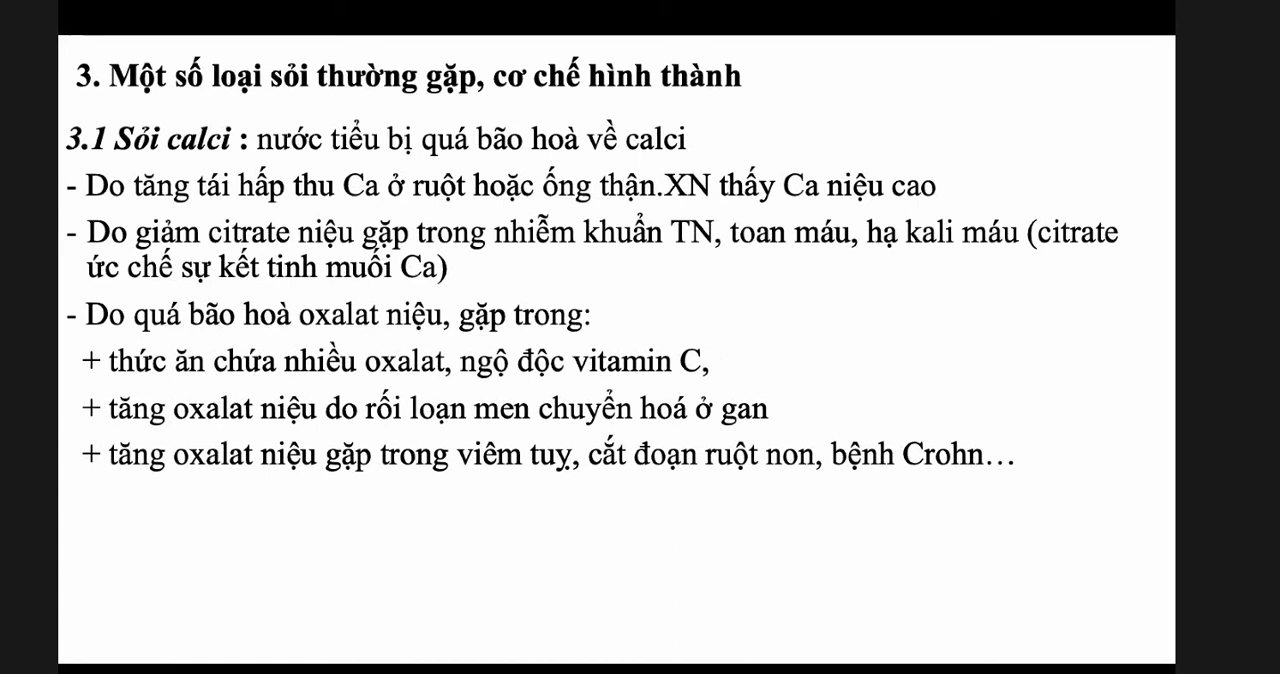 3. Một số loại sỏi thường gặp, cơ chế hình thành
3.1 Sỏi calci : nước tiểu bị quá bão hoà về calci
- Do tăng tái hấp thu Ca ở ruột hoặc ống thận.XN thấy Ca niệu cao
- Do giảm citrate niệu gặp trong nhiễm khuẩn TN, toan máu, hạ kali máu (citrate
ức chế sự kết tinh muối Ca)
- Do quá bão hoà oxalat niệu, gặp trong:
+ thức ăn chứa nhiều oxalat, ngộ độc vitamin C,
+ tăng oxalat niệu do rối loạn men chuyển hoá ở gan
+ tăng oxalat niệu gặp trong viêm tuỵ, cắt đoạn ruột non, bệnh Crohn…